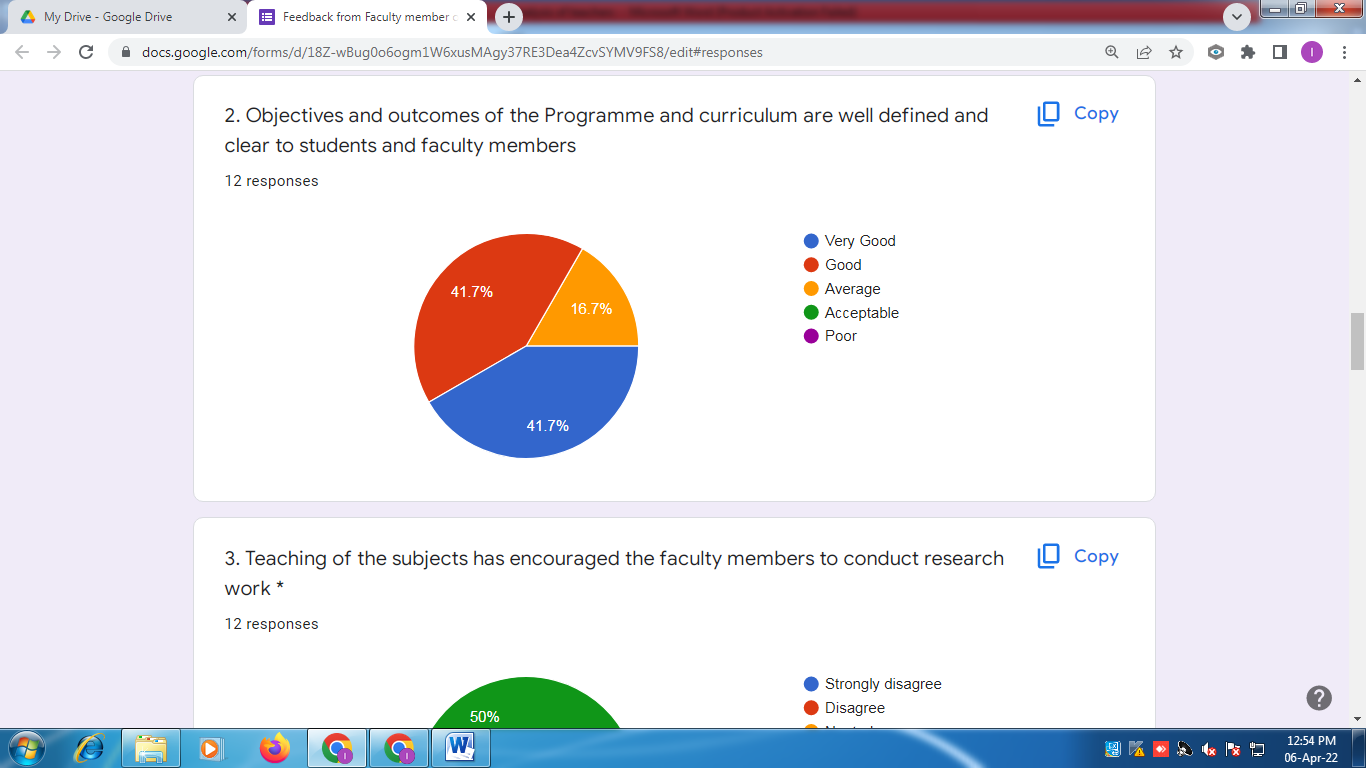 My Drive - Google Drive
Feedback from Faculty member o
docs.google.com/forms/d/18Z-wBug0o6ogm1W6xusMAgy37RE3Dea4ZcvSYMV9FS8/edit#responses
I
2. Objectives and outcomes of the Programme and curriculum are well defined and
clear to students and faculty members
Copy
12 responses
41.7%
16.7%
41.7%
Very Good
Good
Average
Acceptable
Poor
3. Teaching of the subjects has encouraged the faculty members to conduct research
work *
Copy
12 responses
50%
Strongly disagree
Disagree
12:54 PM
06-Apr-22